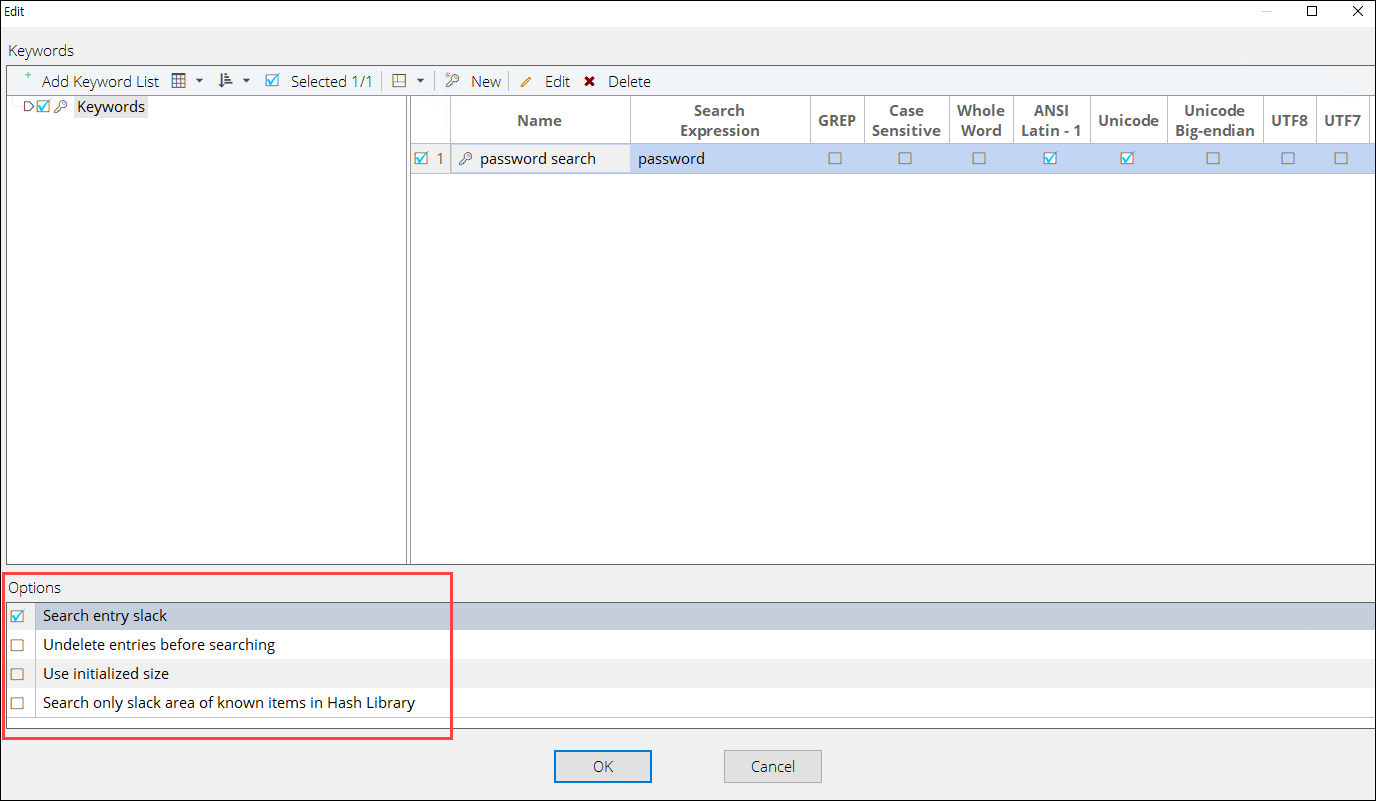 Edit
Keywords
Add Keyword List Selected 1/1 New Edit Delete
Keywords
Name Search Expression GREP Case Sensitive Whole Word ANSI Latin - 1 Unicode Unicode Big-endian UTF8 UTF7
1 password search password
Options
Search entry slack
Undelete entries before searching
Use initialized size
Search only slack area of known items in Hash Library
OK Cancel